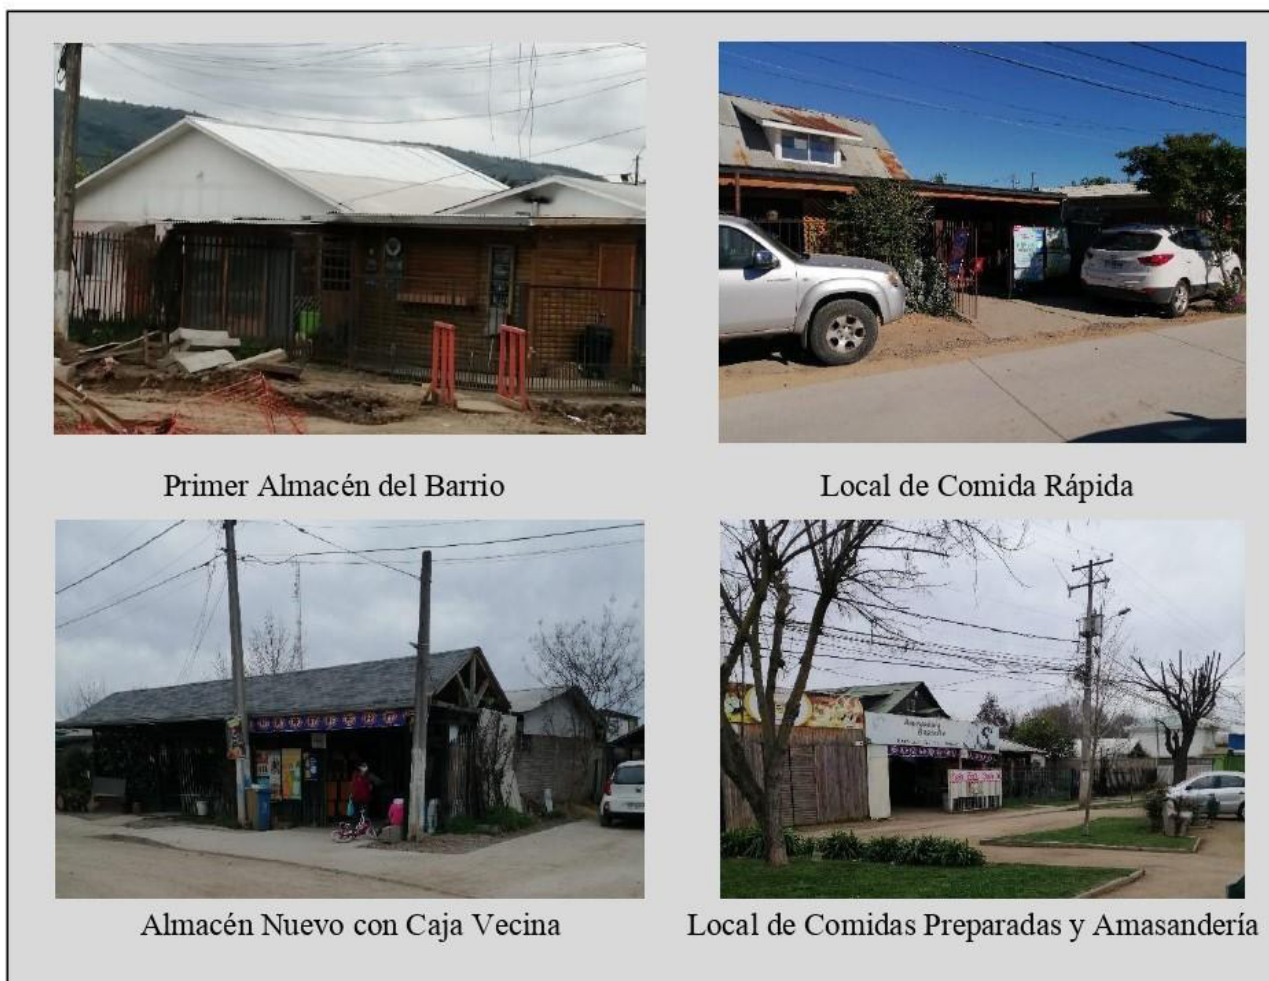 Primer Almacén del Barrio
Local de Comida Rápida
Almacén Nuevo con Caja Vecina
Local de Comidas Preparadas y Amasandería